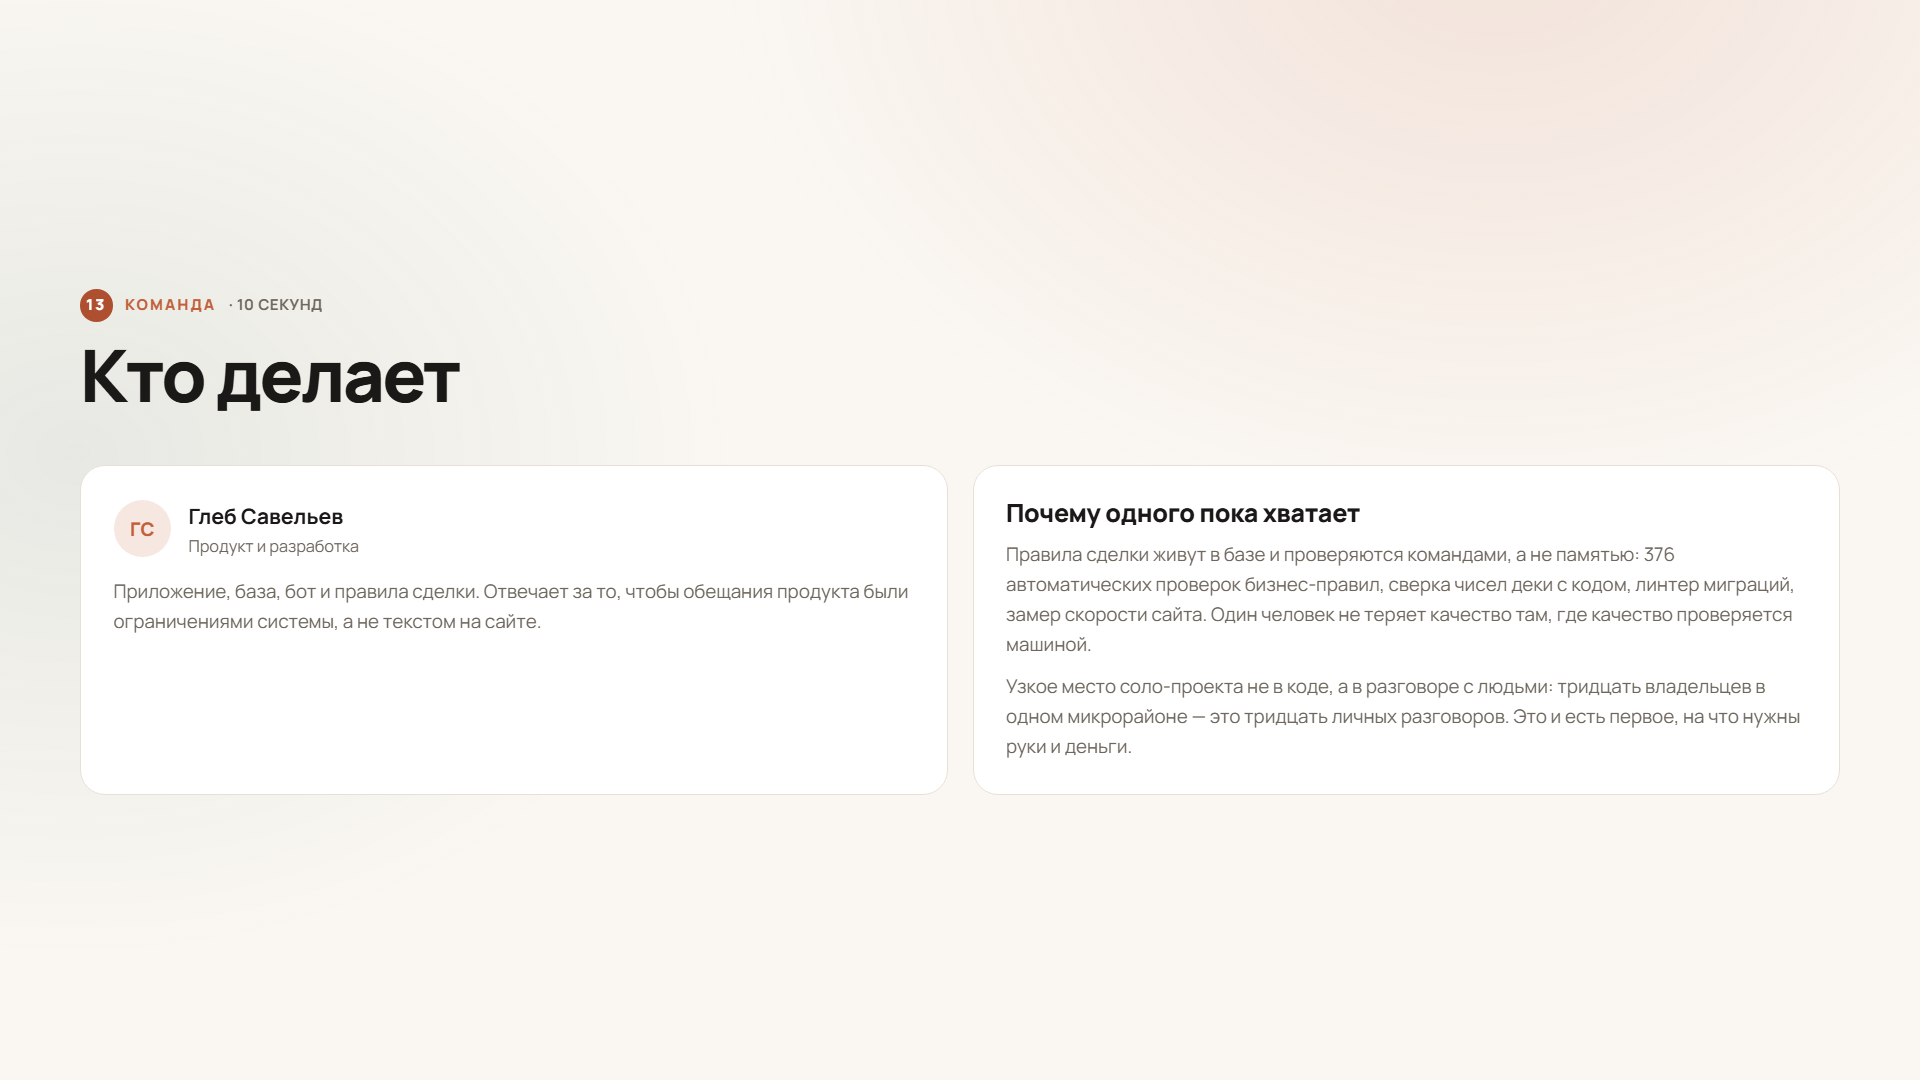 13 КОМАНДА · 10 СЕКУНД
Кто делает
ГС
Глеб Савельев
Продукт и разработка
Приложение, база, бот и правила сделки. Отвечает за то, чтобы обещания продукта были
ограничениями системы, а не текстом на сайте.
Почему одного пока хватает
Правила сделки живут в базе и проверяются командами, а не памятью: 376
автоматических проверок бизнес-правил, сверка чисел деки с кодом, линтер миграций,
замер скорости сайта. Один человек не теряет качество там, где качество проверяется
машиной.
Узкое место соло-проекта не в коде, а в разговоре с людьми: тридцать владельцев в
одном микрорайоне — это тридцать личных разговоров. Это и есть первое, на что нужны
руки и деньги.